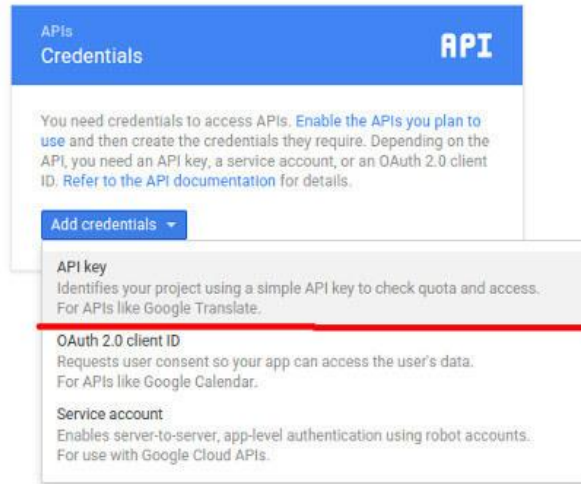 APIs
Credentials
API
You need credentials to access APIs. Enable the APIs you plan to
use and then create the credentials they require. Depending on the
API, you need an API key, a service account, or an OAuth 2.0 client
ID. Refer to the API documentation for details.
Add credentials
API key
Identifies your project using a simple API key to check quota and access.
For APIs like Google Translate.
OAuth 2.0 client ID
Requests user consent so your app can access the user's data.
For APIs like Google Calendar.
Service account
Enables server-to-server, app-level authentication using robot accounts.
For use with Google Cloud APIs.